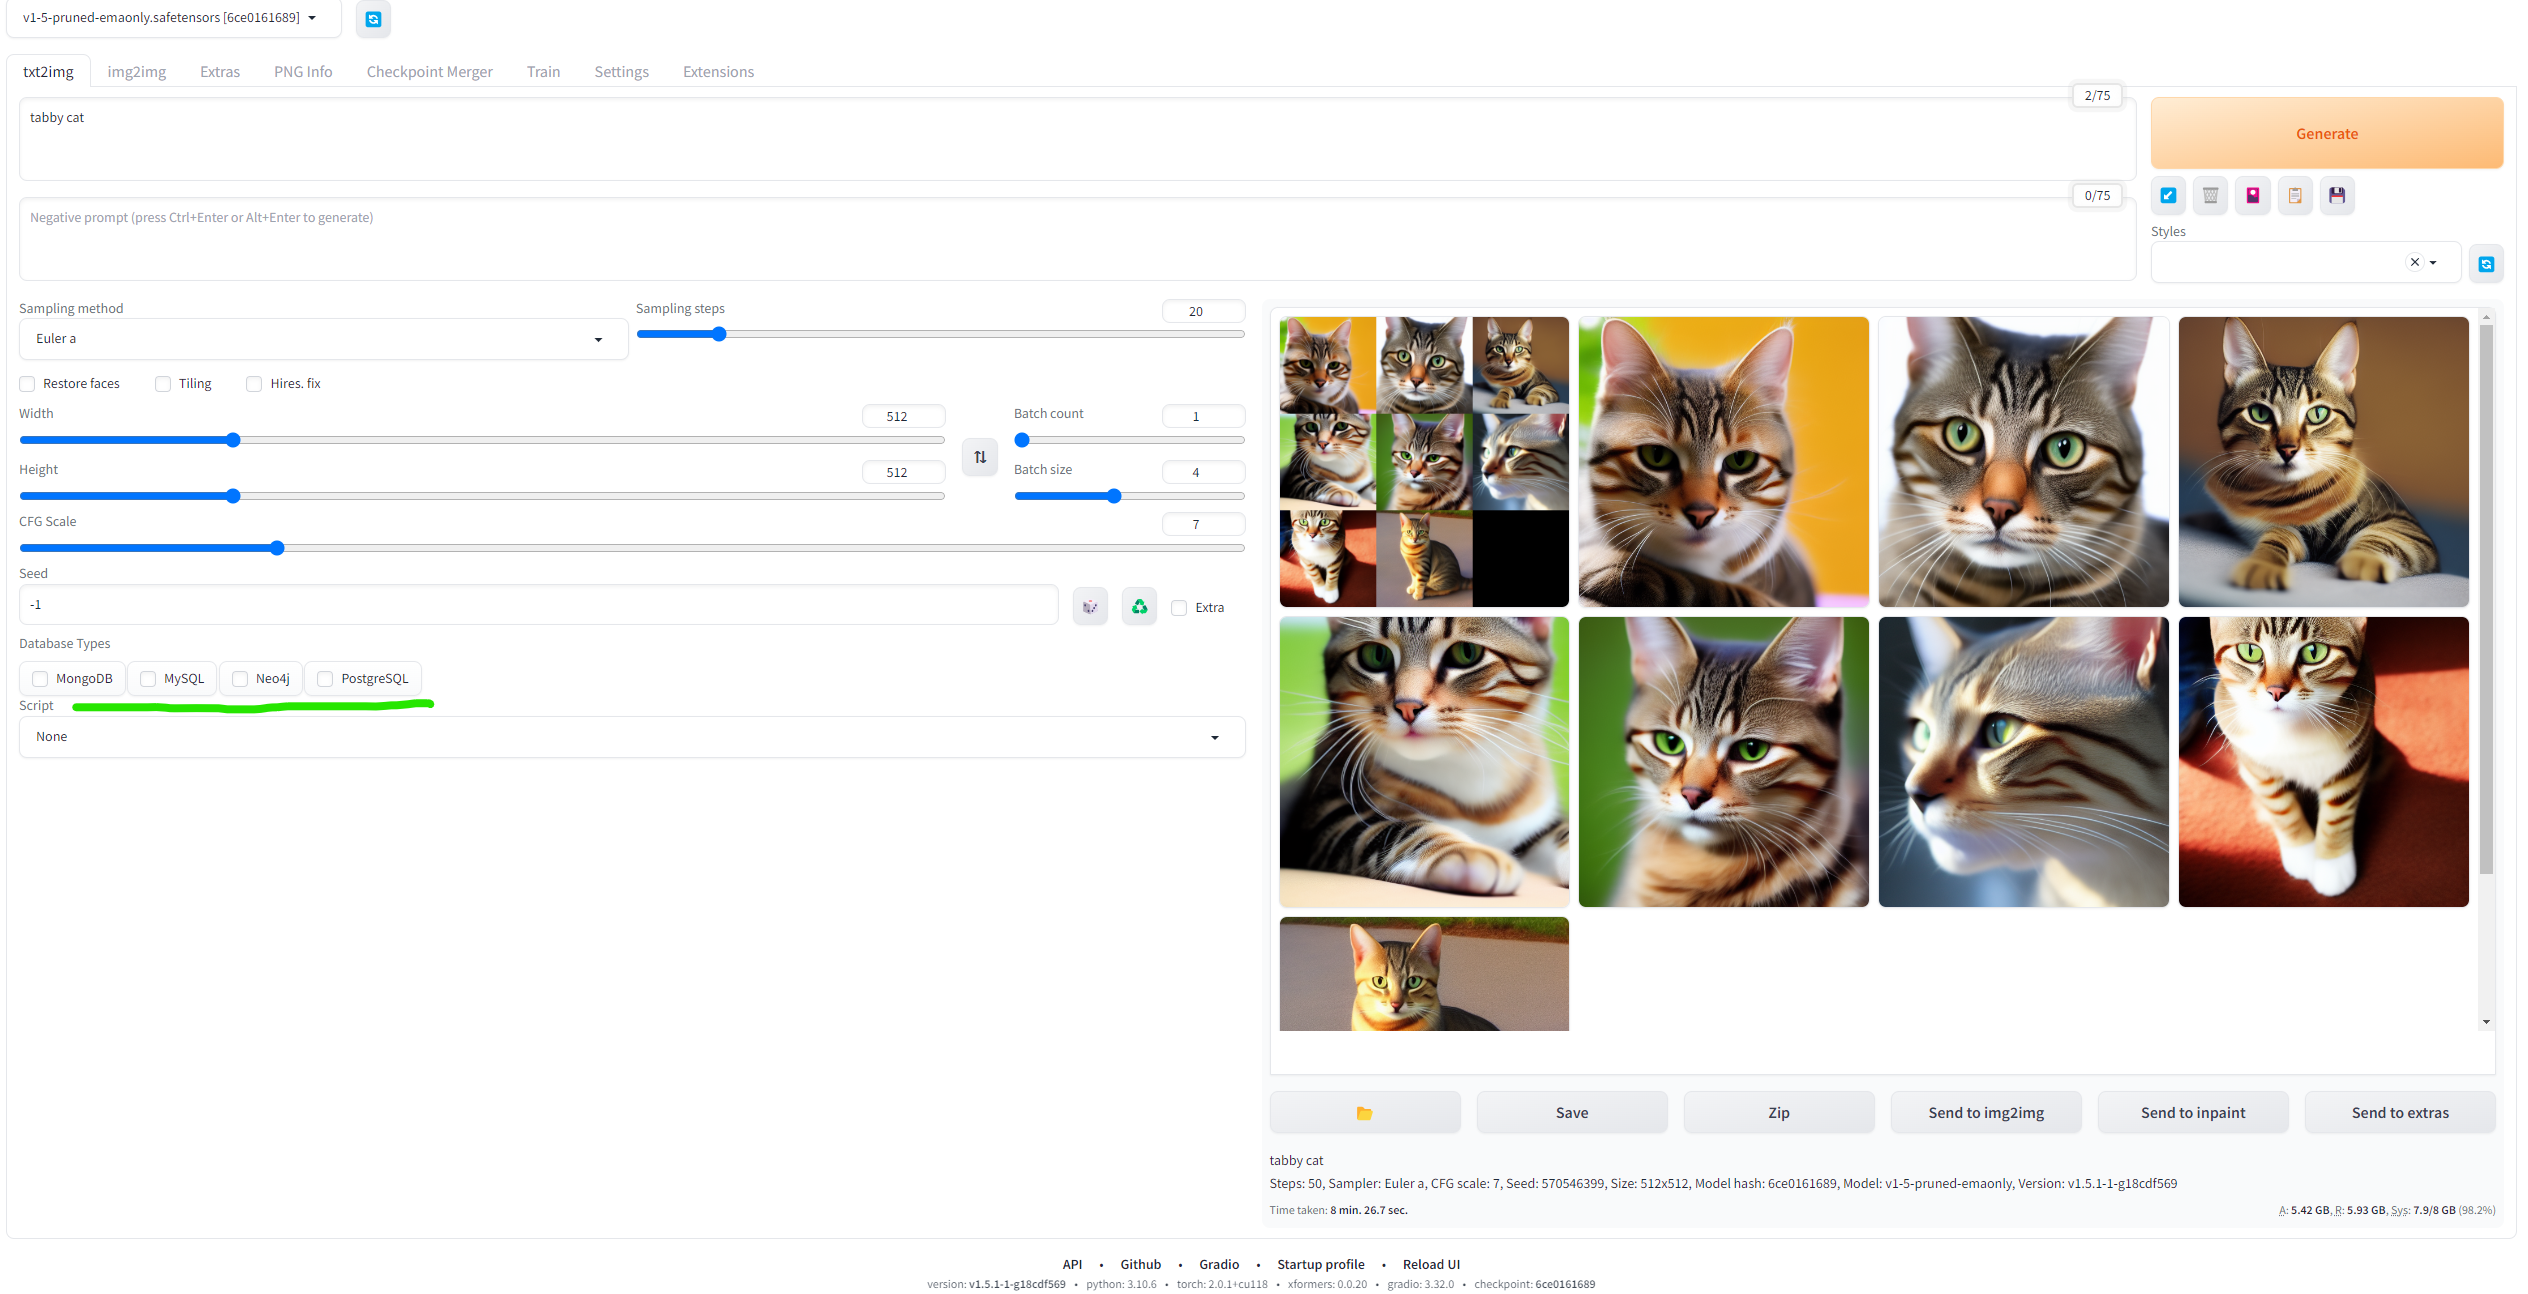 v1-5-pruned-emaonly.safetensors [6ce0161689]
txt2img img2img Extras PNG Info Checkpoint Merger Train Settings Extensions
2/75
tabby cat
Generate
0/75
Negative prompt (press Ctrl+Enter or Alt+Enter to generate)
Styles
Sampling method
Euler a
Sampling steps
20
Restore faces Tiling Hires. fix
Width
512
Height
512
Batch count
1
Batch size
4
CFG Scale
7
Seed
-1
Extra
Database Types
MongoDB MySQL Neo4j PostgreSQL
Script
None
Save Zip Send to img2img Send to inpaint Send to extras
tabby cat
Steps: 50, Sampler: Euler a, CFG scale: 7, Seed: 570546399, Size: 512x512, Model hash: 6ce0161689, Model: v1-5-pruned-emaonly, Version: v1.5.1-1-g18cdf569
Time taken: 8 min. 26.7 sec.
A: 5.42 GB, R: 5.93 GB, Sys: 7.9/8 GB (98.2%)
API • Github • Gradio • Startup profile • Reload UI
version: v1.5.1-1-g18cdf569 • python: 3.10.6 • torch: 2.0.1+cu118 • xformers: 0.0.20 • gradio: 3.32.0 • checkpoint: 6ce0161689